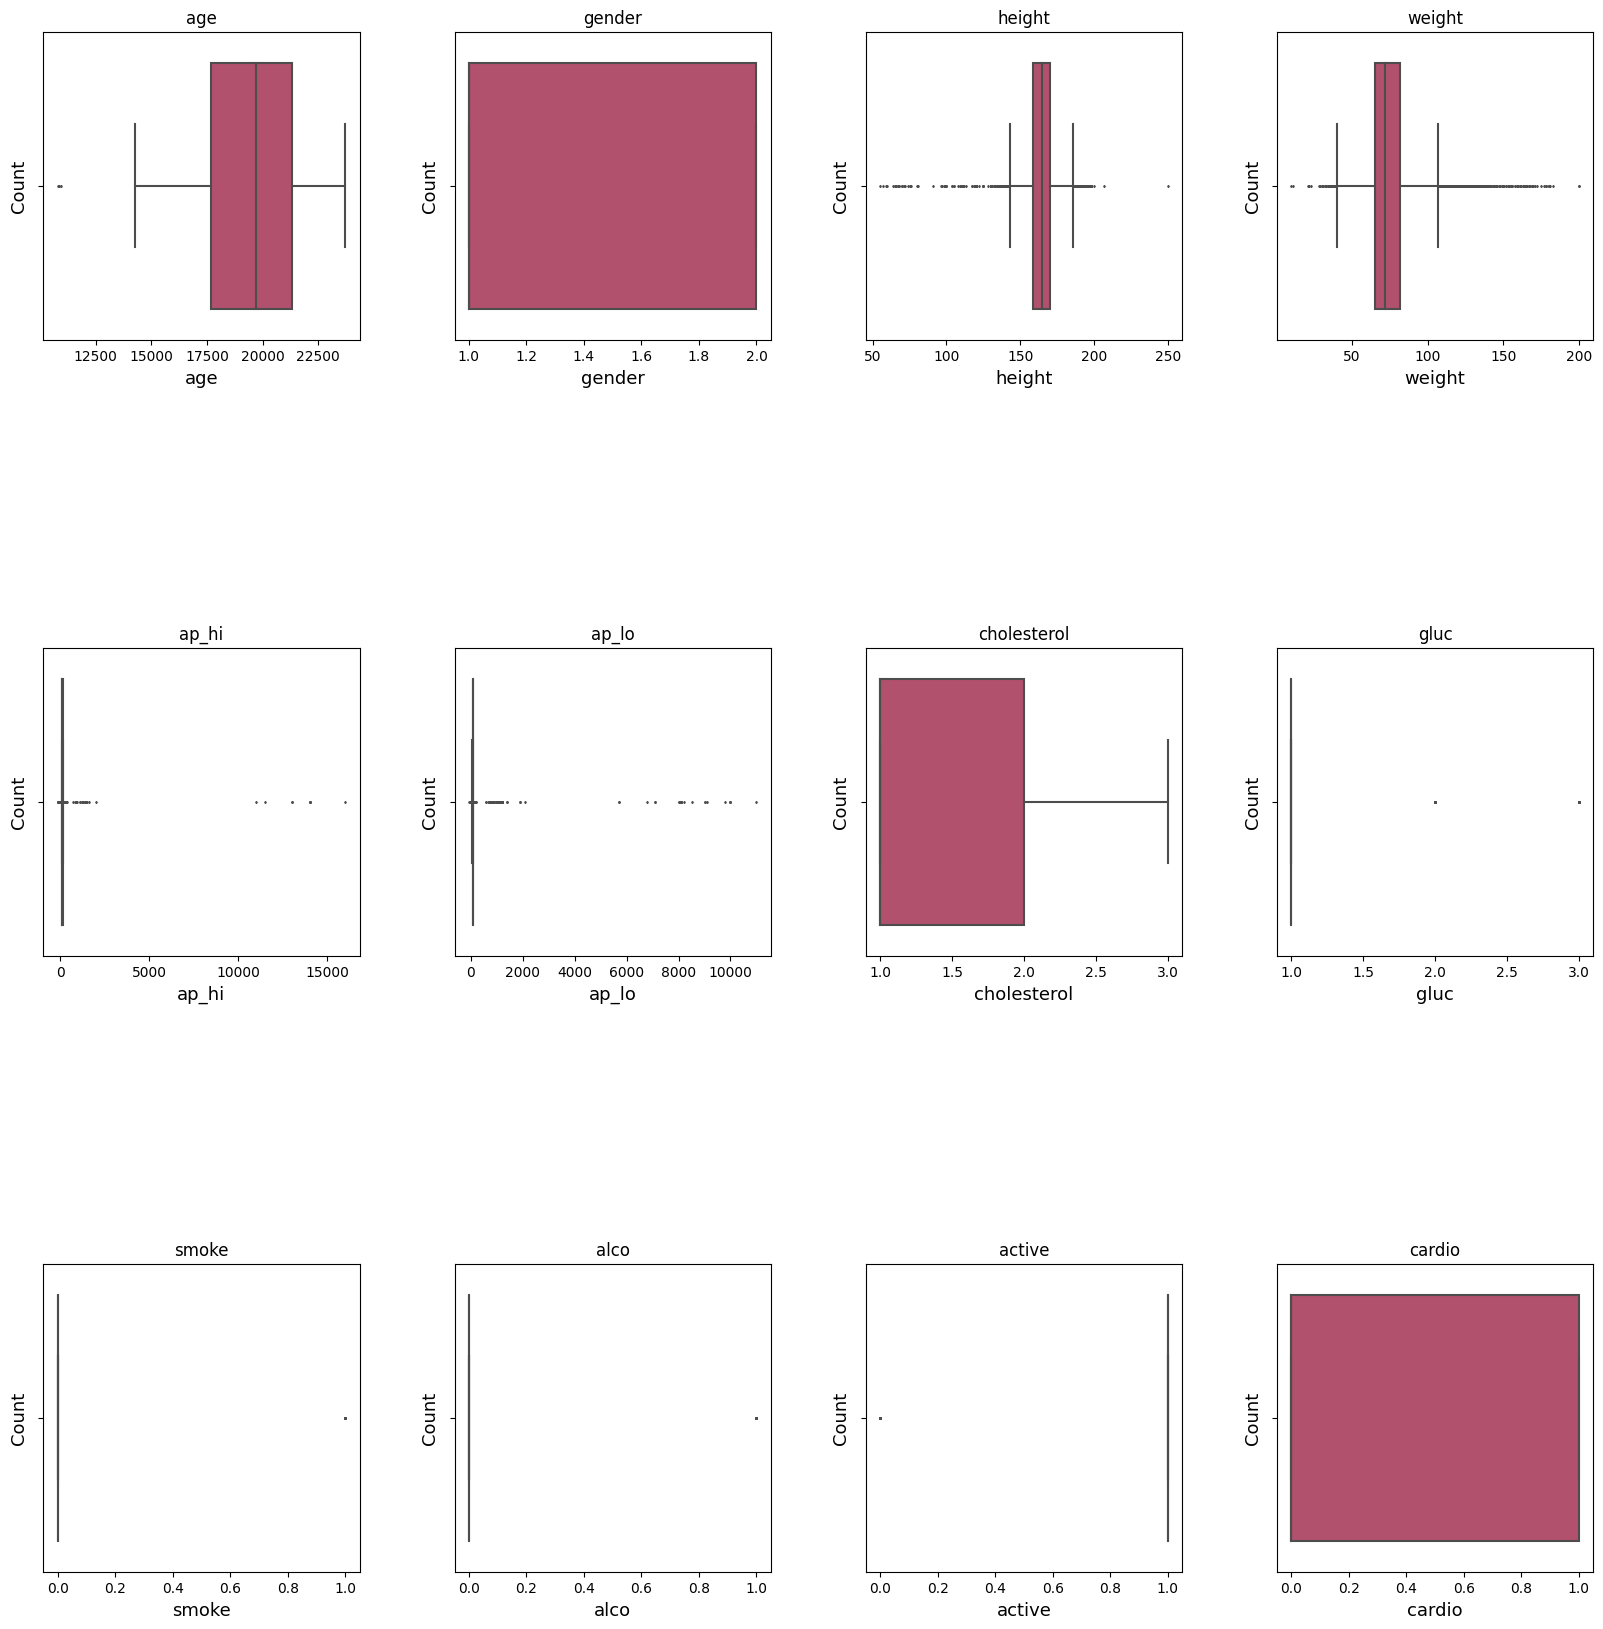 age
gender
height
weight
Count
Count
Count
Count
12500 15000 17500 20000 22500
1.0 1.2 1.4 1.6 1.8 2.0
50 100 150 200 250
50 100 150 200
age
gender
height
weight
ap_hi
ap_lo
cholesterol
gluc
Count
Count
Count
Count
0 5000 10000 15000
0 2000 4000 6000 8000 10000
1.0 1.5 2.0 2.5 3.0
1.0 1.5 2.0 2.5 3.0
ap_hi
ap_lo
cholesterol
gluc
smoke
alco
active
cardio
Count
Count
Count
Count
0.0 0.2 0.4 0.6 0.8 1.0
0.0 0.2 0.4 0.6 0.8 1.0
0.0 0.2 0.4 0.6 0.8 1.0
0.0 0.2 0.4 0.6 0.8 1.0
smoke
alco
active
cardio